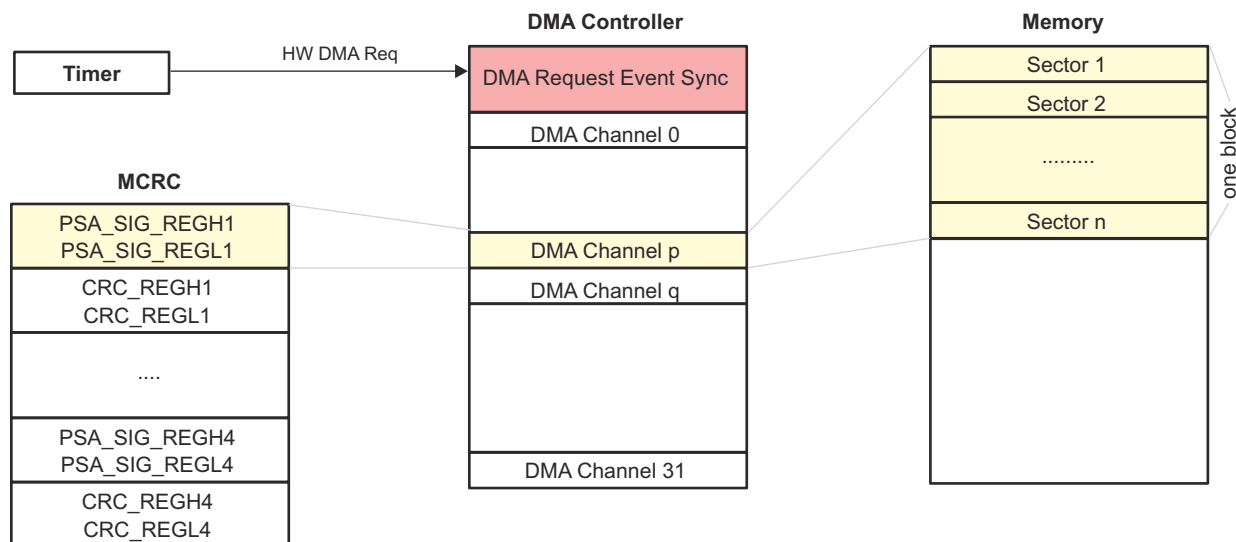 DMA Controller
Memory
HW DMA Req
Timer
DMA Request Event Sync
DMA Channel 0
DMA Channel p
DMA Channel q
DMA Channel 31
MCRC
PSA_SIG_REGH1
PSA_SIG_REGL1
CRC_REGH1
CRC_REGL1
....
PSA_SIG_REGH4
PSA_SIG_REGL4
CRC_REGH4
CRC_REGL4
Sector 1
Sector 2
.........
Sector n
one block